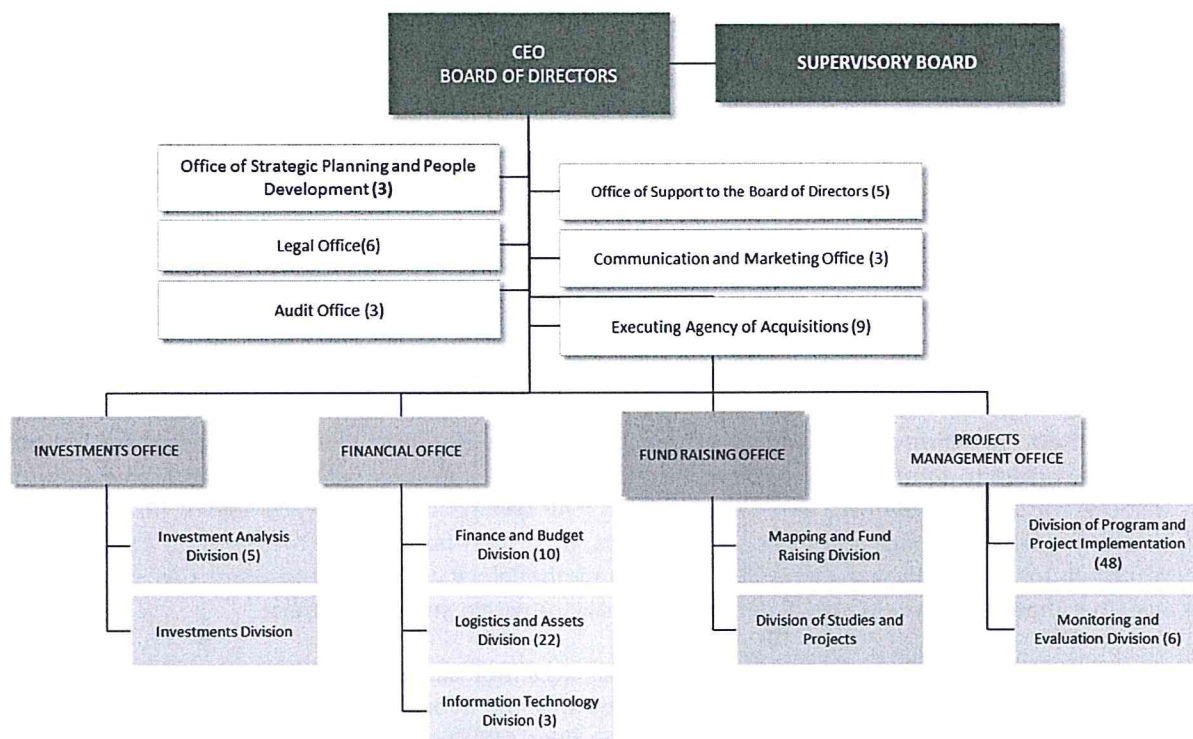 CEO
BOARD OF DIRECTORS
SUPERVISORY BOARD
Office of Strategic Planning and People
Development (3)
Office of Support to the Board of Directors (5)
Legal Office(6)
Communication and Marketing Office (3)
Audit Office (3)
Executing Agency of Acquisitions (9)
INVESTMENTS OFFICE
FINANCIAL OFFICE
FUND RAISING OFFICE
PROJECTS
MANAGEMENT OFFICE
Investment Analysis
Division (5)
Investments Division
Finance and Budget
Division (10)
Logistics and Assets
Division (22)
Information Technology
Division (3)
Mapping and Fund
Raising Division
Division of Studies and
Projects
Division of Program and
Project Implementation
(48)
Monitoring and
Evaluation Division (6)